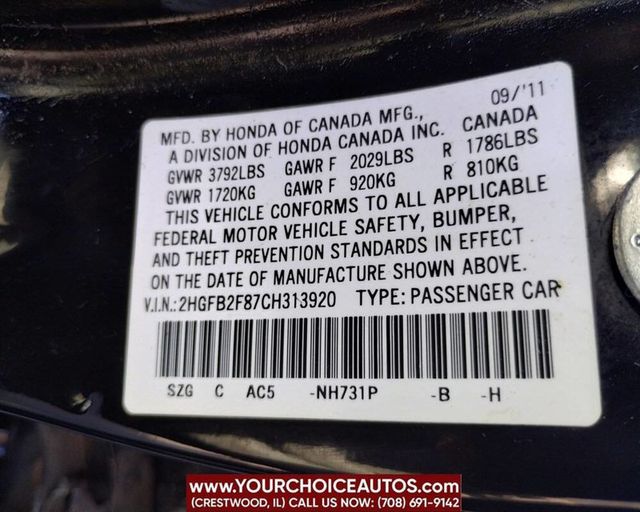 09/'11
MFD. BY HONDA OF CANADA MFG.,
A DIVISION OF HONDA CANADA INC. CANADA
GVWR 3792LBS GAWR F 2029LBS R 1786LBS
GVWR 1720KG GAWR F 920KG R 810KG
THIS VEHICLE CONFORMS TO ALL APPLICABLE
FEDERAL MOTOR VEHICLE SAFETY, BUMPER,
AND THEFT PREVENTION STANDARDS IN EFFECT
ON THE DATE OF MANUFACTURE SHOWN ABOVE.
V.I.N.:2HGFB2F87CH313920 TYPE: PASSENGER CAR
SZG C AC5 -NH731P -B -H
WWW.YOURCHOICEAUTOS.COM
(CRESTWOOD, IL) CALL US NOW: (708) 691-9142